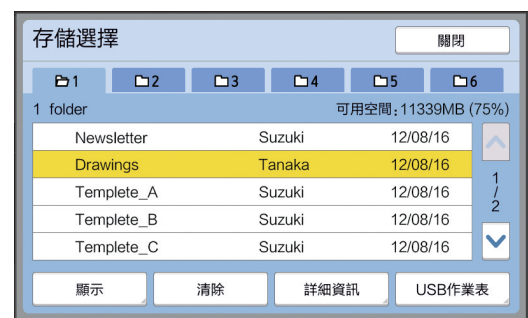 存儲選擇 關閉
1 2 3 4 5 6
1 folder 可用空間:11339MB (75%)
Newsletter Suzuki 12/08/16
Drawings Tanaka 12/08/16
Templete_A Suzuki 12/08/16
Templete_B Suzuki 12/08/16
Templete_C Suzuki 12/08/16
1
/
2
顯示 清除 詳細資訊 USB作業表